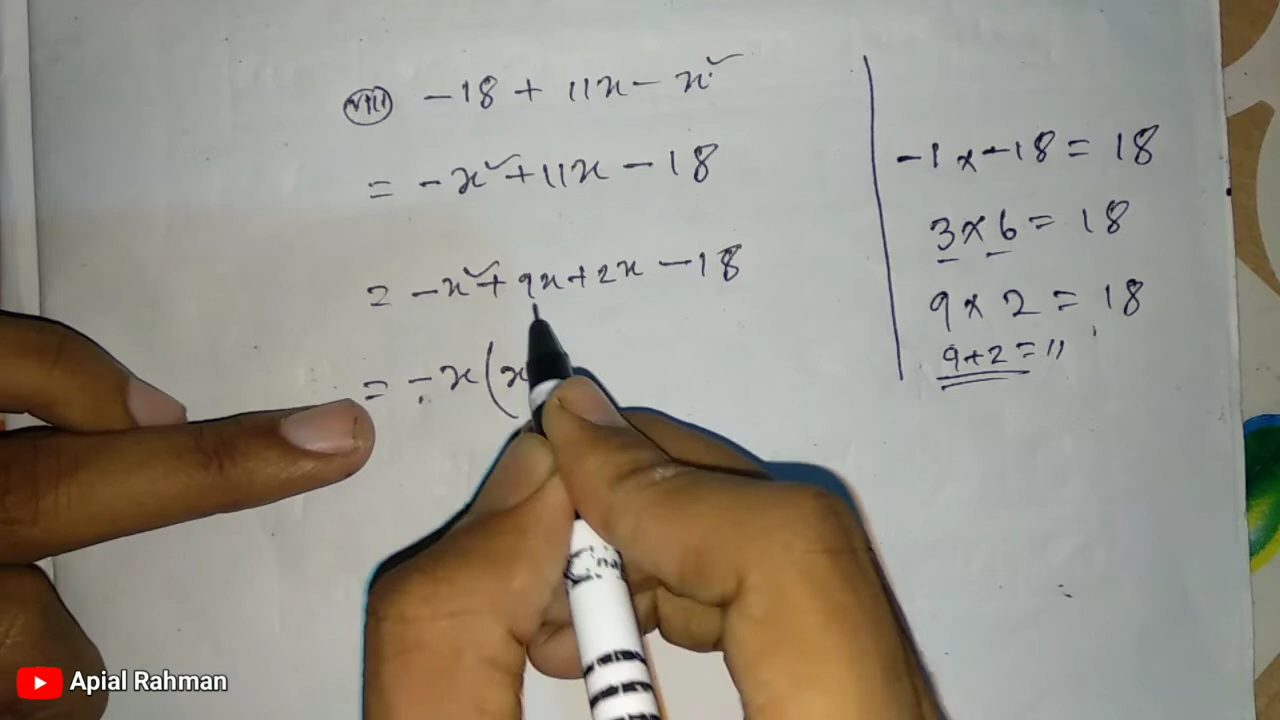 (viii) -18 + 11x - x²
= -x² + 11x - 18
= -x² + 9x + 2x - 18
= -x(x
-1 x -18 = 18
3 x 6 = 18
9 x 2 = 18
9+2 = 11
Apial Rahman